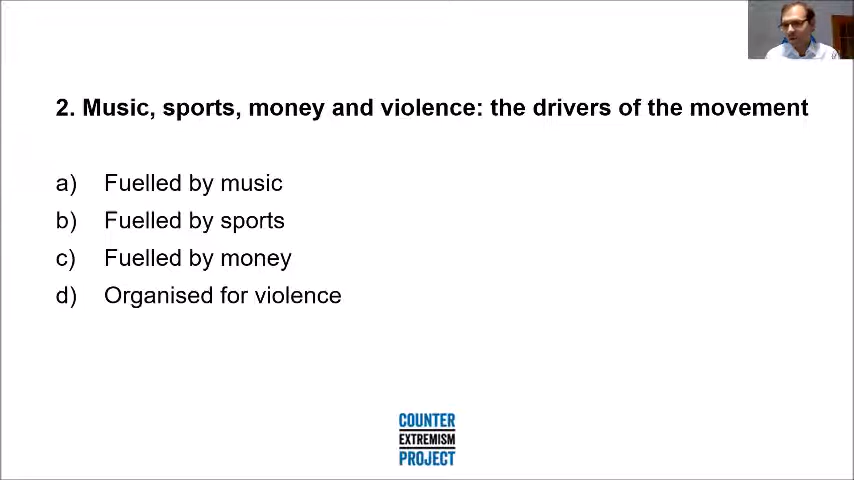 2. Music, sports, money and violence: the drivers of the movement
a) Fuelled by music
b) Fuelled by sports
c) Fuelled by money
d) Organised for violence
COUNTER
EXTREMISM
PROJECT